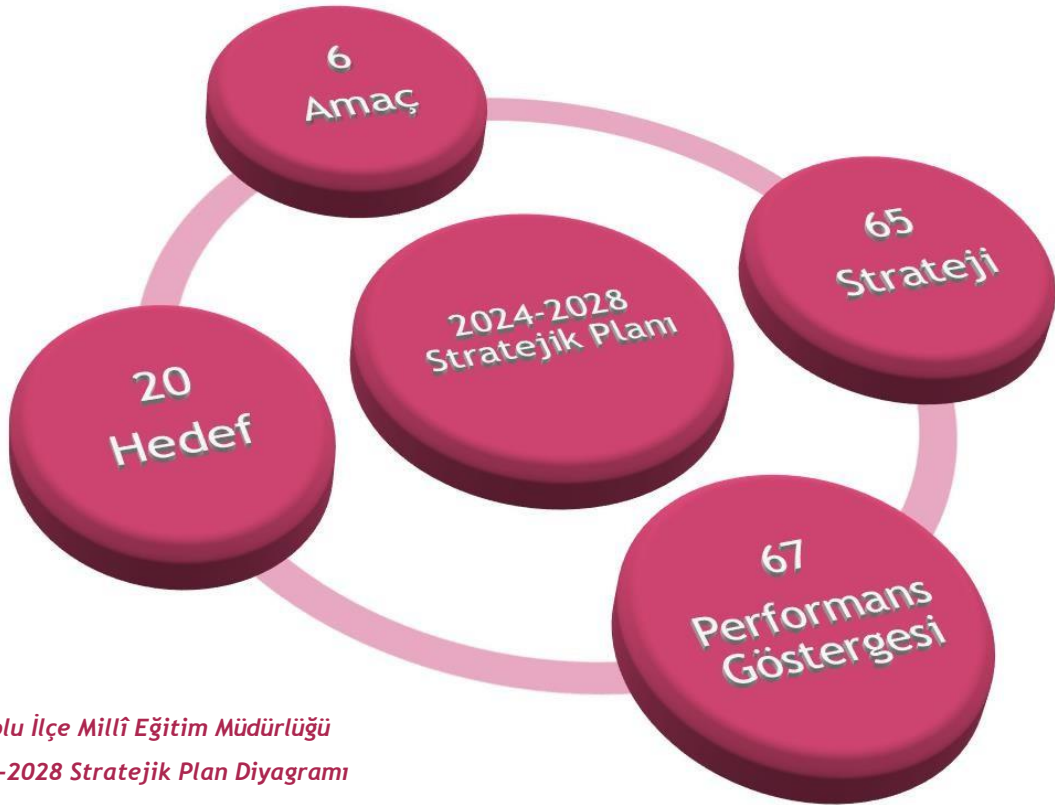 6
Amaç
65
Strateji
2024-2028
Stratejik Planı
20
Hedef
67
Performans
Göstergesi
İlçe Millî Eğitim Müdürlüğü
-2028 Stratejik Plan Diyagramı